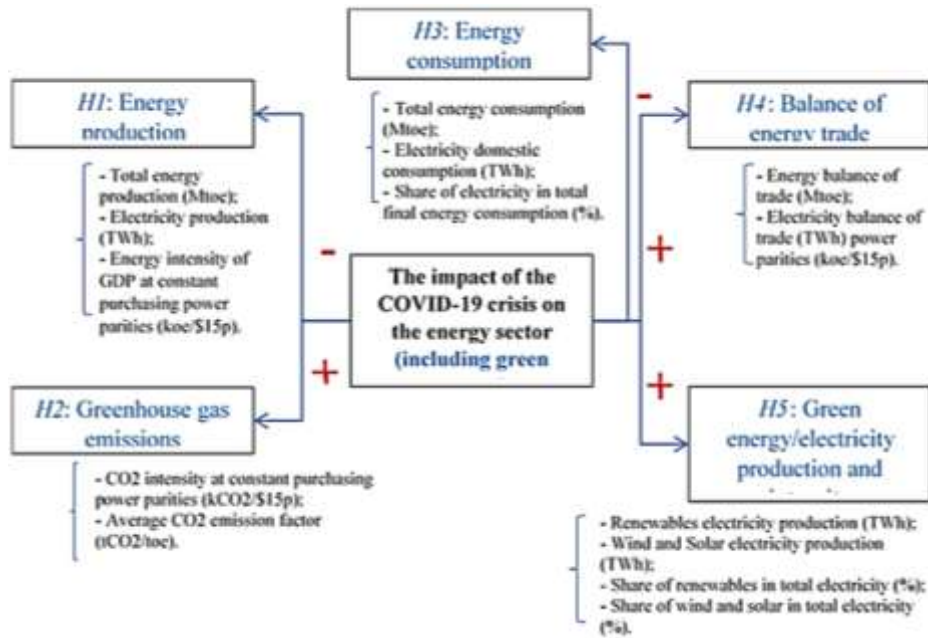 H3: Energy
consumption
- Total energy consumption
(Mtoe);
- Electricity domestic
consumption (TWh);
- Share of electricity in total
final energy consumption (%).
H1: Energy
production
- Total energy
production (Mtoe);
- Electricity production
(TWh);
- Energy intensity of
GDP at constant
purchasing power
parities (koe/$15p).
-
H4: Balance of
energy trade
- Energy balance of
trade (Mtoe);
- Electricity balance of
trade (TWh) power
parities (koe/$15p).
-
+
The impact of the
COVID-19 crisis on
the energy sector
(including green
+
+
H2: Greenhouse gas
emissions
- CO2 intensity at constant purchasing
power parities (kCO2/$15p);
- Average CO2 emission factor
(tCO2/toe).
H5: Green
energy/electricity
production and
- Renewables electricity production (TWh);
- Wind and Solar electricity production
(TWh);
- Share of renewables in total electricity (%);
- Share of wind and solar in total electricity
(%).